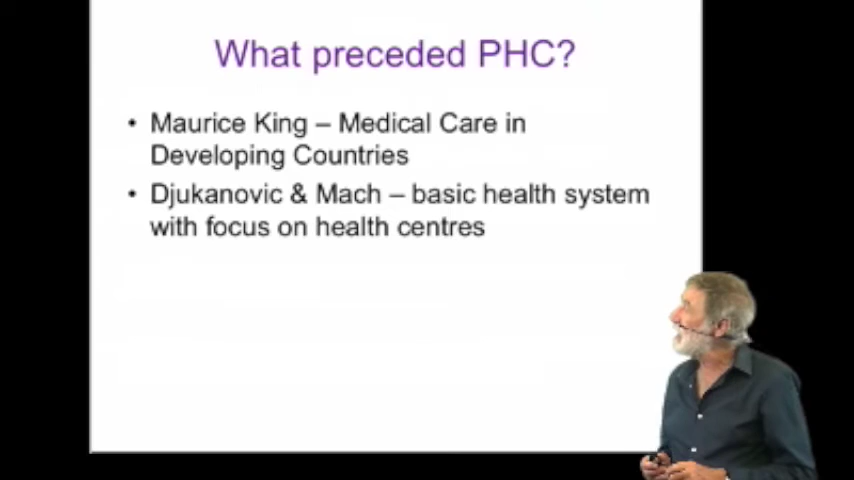 What preceded PHC?
• Maurice King – Medical Care in
Developing Countries
• Djukanovic & Mach – basic health system
with focus on health centres